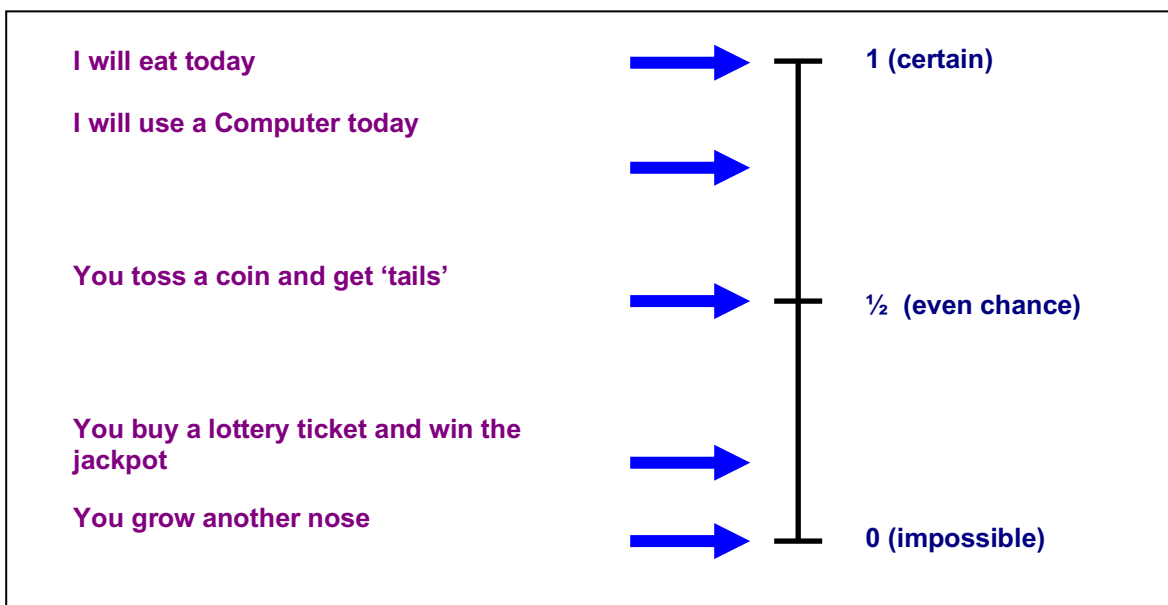 I will eat today
1 (certain)
I will use a Computer today
You toss a coin and get ‘tails’
½ (even chance)
You buy a lottery ticket and win the
jackpot
You grow another nose
0 (impossible)